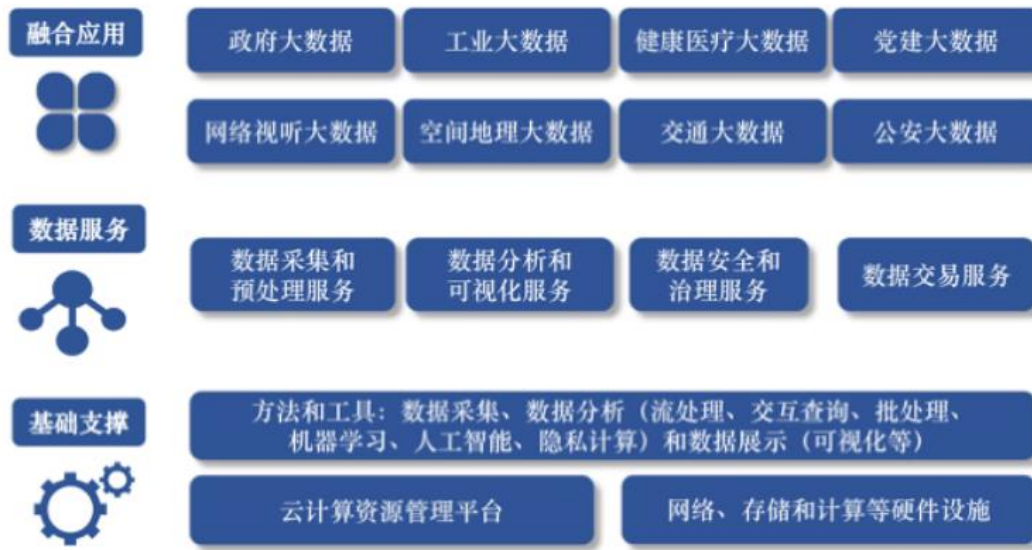 融合应用
政府大数据
工业大数据
健康医疗大数据
党建大数据
网络视听大数据
空间地理大数据
交通大数据
公安大数据
数据服务
数据采集和
预处理服务
数据分析和
可视化服务
数据安全和
治理服务
数据交易服务
基础支撑
方法和工具：数据采集、数据分析（流处理、交互查询、批处理、
机器学习、人工智能、隐私计算）和数据展示（可视化等）
云计算资源管理平台
网络、存储和计算等硬件设施